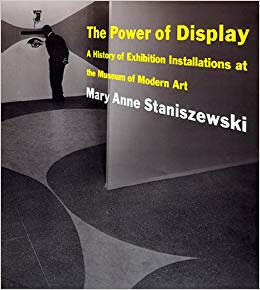 The Power of Display
A History of Exhibition Installations at
the Museum of Modern Art
Mary Anne Staniszewski